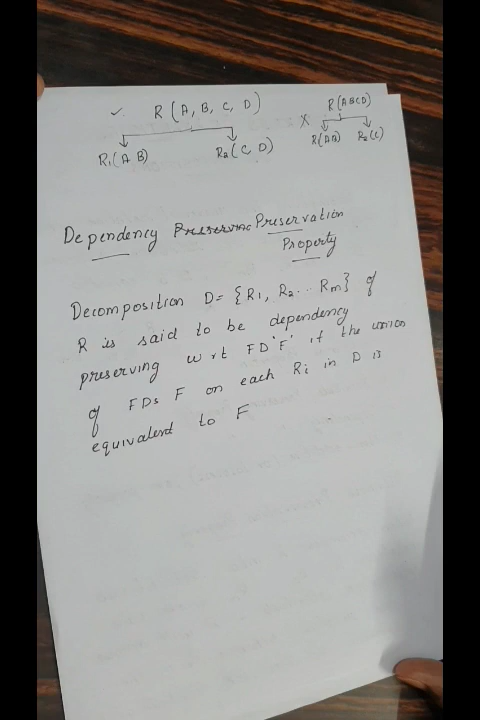 ✓ R (A, B, C, D)
R1(A B) R2(C D)
X R(ABCD)
R(AB) R2(C)
Dependency Preservation
Property
Decomposition D= {R1, R2... Rm} of
R is said to be dependency
preserving wrt FD 'F' if the union
of FDs F on each Ri in D is
equivalent to F